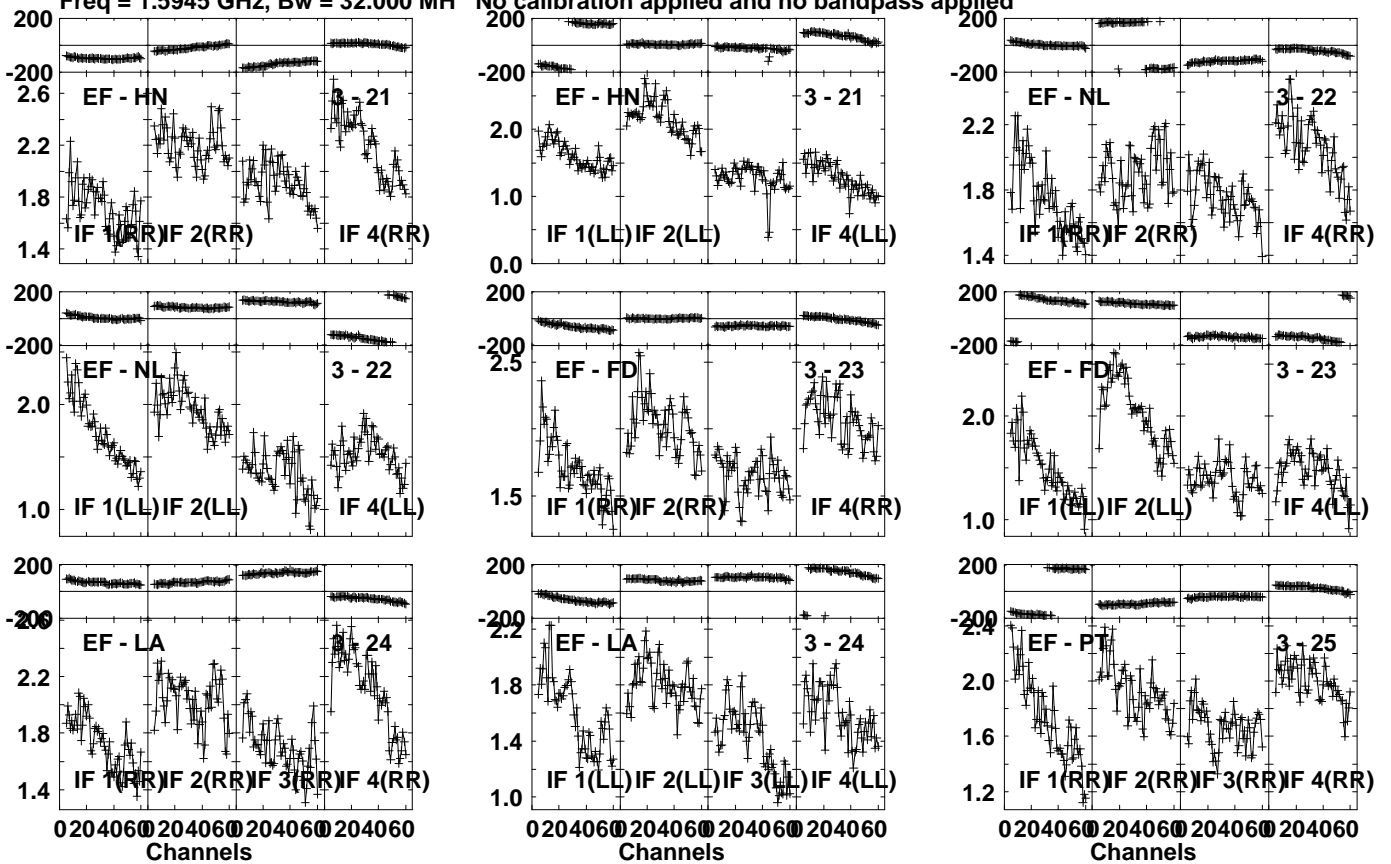 Freq = 1.5945 GHz, Bw = 32.000 MH No calibration applied and no bandpass applied
200
-200
EF - HN 3 - 21
2.6
2.2
1.8
1.4
IF 1(RR) IF 2(RR) IF 4(RR)
200
-200
EF - HN 3 - 21
2.0
1.0
0.0
IF 1(LL) IF 2(LL) IF 4(LL)
200
-200
EF - NL 3 - 22
2.2
1.8
1.4
IF 1(RR) IF 2(RR) IF 4(RR)
200
-200
EF - NL 3 - 22
2.0
1.0
IF 1(LL) IF 2(LL) IF 4(LL)
200
-200
EF - FD 3 - 23
2.5
1.5
IF 1(RR) IF 2(RR) IF 4(RR)
200
-200
EF - FD 3 - 23
2.0
1.0
IF 1(LL) IF 2(LL) IF 4(LL)
200
-200
2.6
EF - LA 3 - 24
2.2
1.8
1.4
IF 1(RR) IF 2(RR) IF 3(RR) IF 4(RR)
0 20 40 60 0 20 40 60 0 20 40 60 0 20 40 60
Channels
200
-200
2.2
EF - LA 3 - 24
1.8
1.4
1.0
IF 1(LL) IF 2(LL) IF 3(LL) IF 4(LL)
0 20 40 60 0 20 40 60 0 20 40 60 0 20 40 60
Channels
200
-200
2.4
EF - PT 3 - 25
2.0
1.6
1.2
IF 1(RR) IF 2(RR) IF 3(RR) IF 4(RR)
0 20 40 60 0 20 40 60 0 20 40 60 0 20 40 60
Channels